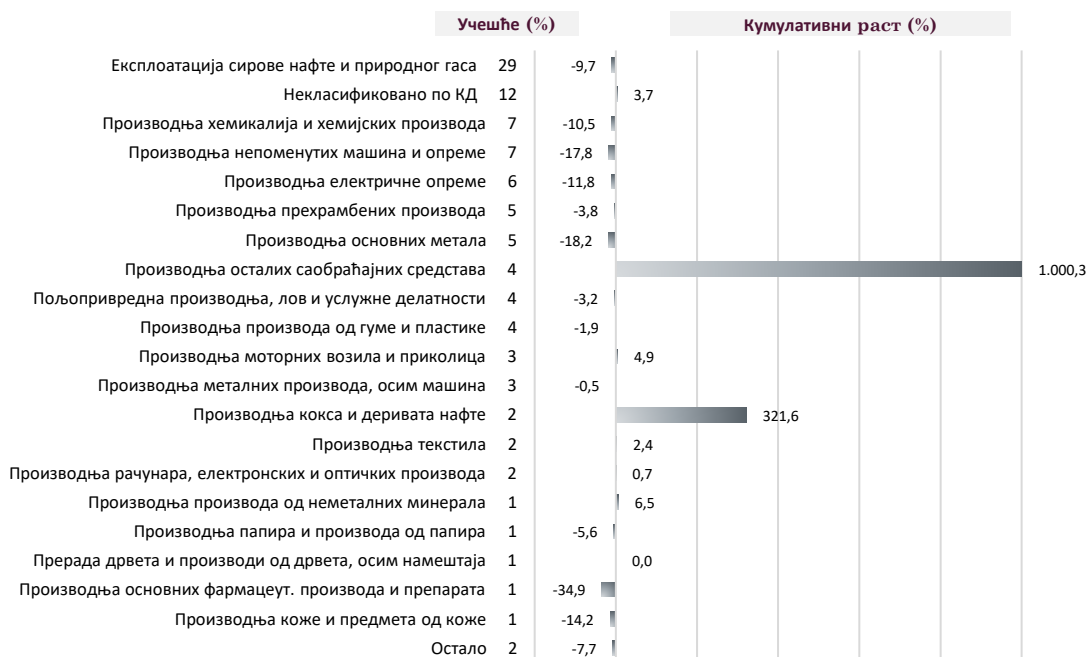 Учешће (%) Кумулативни раст (%)
Експлоатација сирове нафте и природног гаса 29 -9,7
Некласификовано по КД 12 3,7
Производња хемикалија и хемијских производа 7 -10,5
Производња непоменутих машина и опреме 7 -17,8
Производња електричне опреме 6 -11,8
Производња прехрамбених производа 5 -3,8
Производња основних метала 5 -18,2
Производња осталих саобраћајних средстава 4 1.000,3
Пољопривредна производња, лов и услужне делатности 4 -3,2
Производња производа од гуме и пластике 4 -1,9
Производња моторних возила и приколица 3 4,9
Производња металних производа, осим машина 3 -0,5
Производња кокса и деривата нафте 2 321,6
Производња текстила 2 2,4
Производња рачунара, електронских и оптичких производа 2 0,7
Производња производа од неметалних минерала 1 6,5
Производња папира и производа од папира 1 -5,6
Прерада дрвета и производи од дрвета, осим намештаја 1 0,0
Производња основних фармацеут. производа и препарата 1 -34,9
Производња коже и предмета од коже 1 -14,2
Остало 2 -7,7